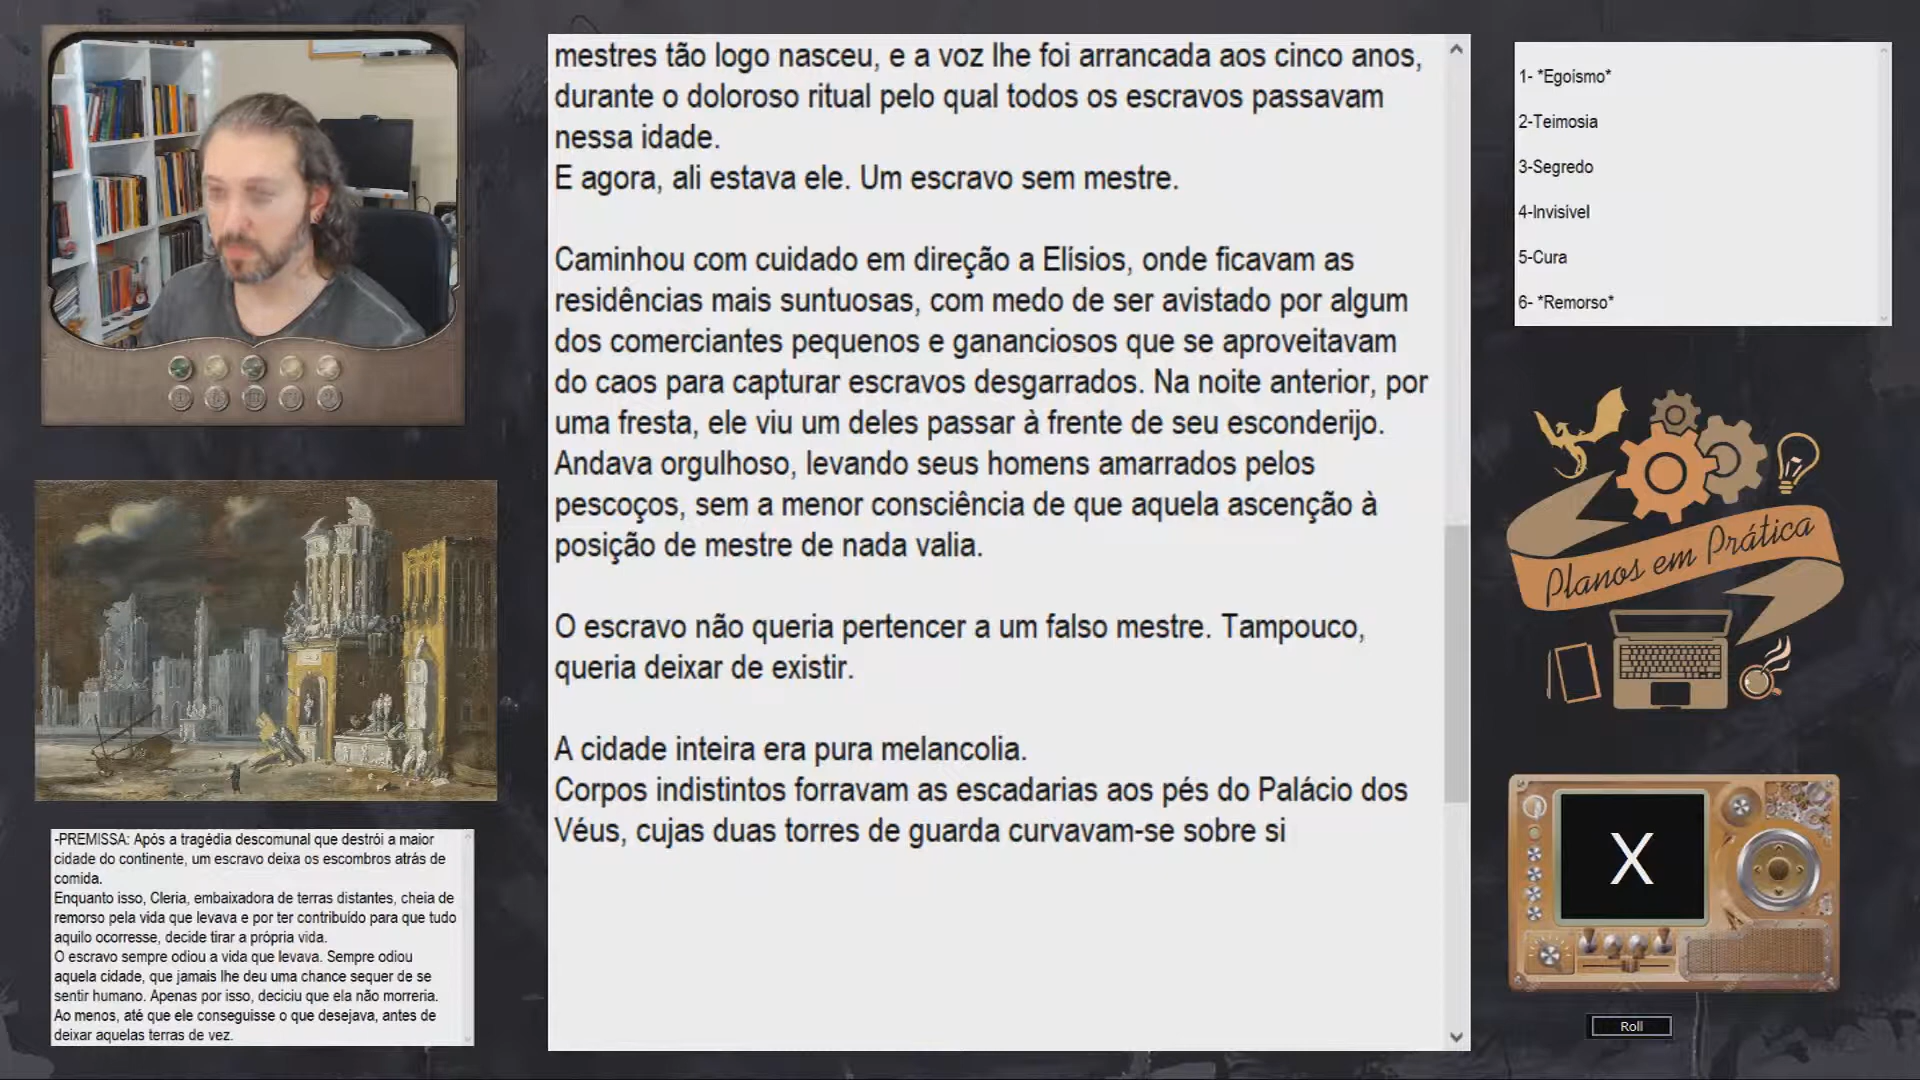 mestres tão logo nasceu, e a voz lhe foi arrancada aos cinco anos,
durante o doloroso ritual pelo qual todos os escravos passavam
nessa idade.
E agora, ali estava ele. Um escravo sem mestre.
Caminhou com cuidado em direção a Elísios, onde ficavam as
residências mais suntuosas, com medo de ser avistado por algum
dos comerciantes pequenos e gananciosos que se aproveitavam
do caos para capturar escravos desgarrados. Na noite anterior, por
uma fresta, ele viu um deles passar à frente de seu esconderijo.
Andava orgulhoso, levando seus homens amarrados pelos
pescoços, sem a menor consciência de que aquela ascenção à
posição de mestre de nada valia.
O escravo não queria pertencer a um falso mestre. Tampouco,
queria deixar de existir.
A cidade inteira era pura melancolia.
Corpos indistintos forravam as escadarias aos pés do Palácio dos
Véus, cujas duas torres de guarda curvavam-se sobre si
-PREMISSA: Após a tragédia descomunal que destrói a maior
cidade do continente, um escravo deixa os escombros atrás de
comida.
Enquanto isso, Cleria, embaixadora de terras distantes, cheia de
remorso pela vida que levava e por ter contribuído para que tudo
aquilo ocorresse, decide tirar a própria vida.
O escravo sempre odiou a vida que levava. Sempre odiou
aquela cidade, que jamais lhe deu uma chance sequer de se
sentir humano. Apenas por isso, deciciu que ela não morreria.
Ao menos, até que ele conseguisse o que desejava, antes de
deixar aquelas terras de vez.
1- *Egoísmo*
2-Teimosia
3-Segredo
4-Invisível
5-Cura
6- *Remorso*
Planos em Prática
X
Roll